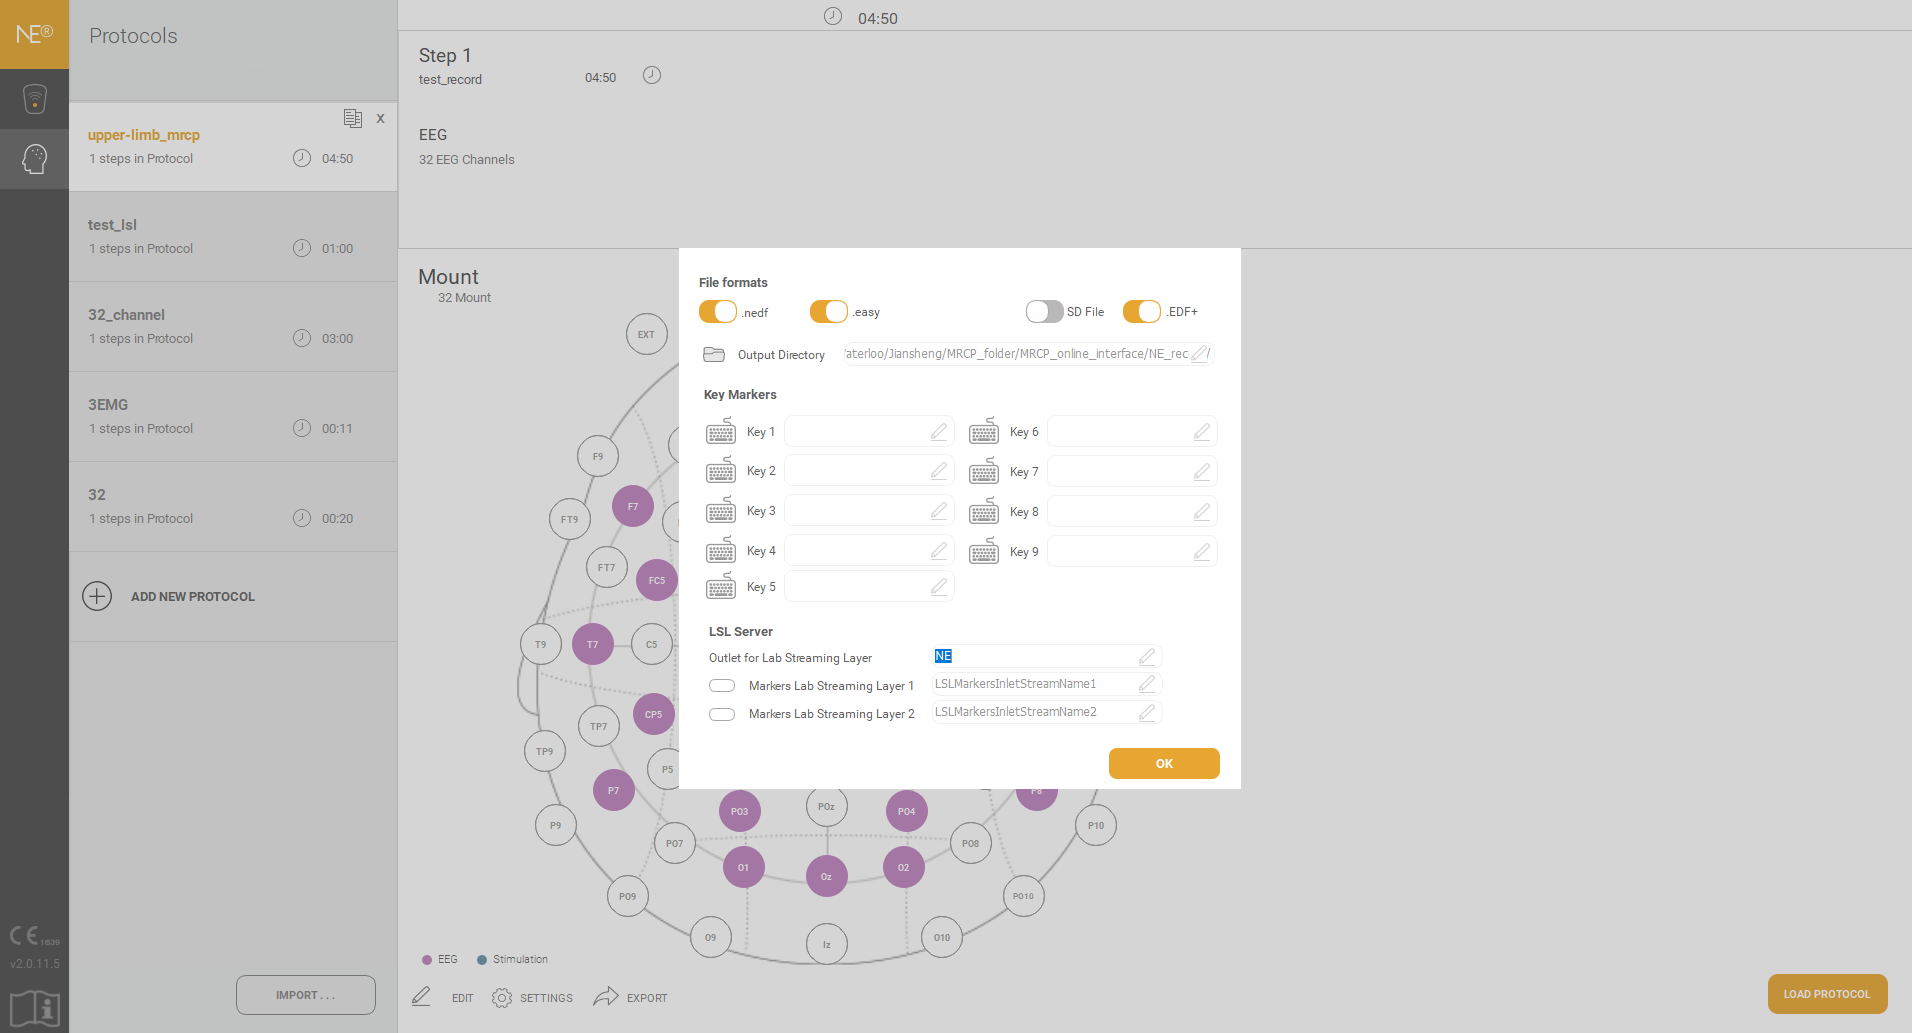 NE®
Protocols
04:50
Step 1
test_record
04:50
EEG
32 EEG Channels
upper-limb_mrcp
X
1 steps in Protocol
04:50
test_lsl
1 steps in Protocol
01:00
32_channel
1 steps in Protocol
03:00
3EMG
1 steps in Protocol
00:11
32
1 steps in Protocol
00:20
ADD NEW PROTOCOL
IMPORT . . .
CE 1639
v2.0.11.5
Mount
32 Mount
EXT
F9
F7
FT9
FT7
FC5
T9
T7
C5
CP5
TP7
TP9
P5
P7
P8
P9
PO3
POz
PO4
P10
PO7
PO8
O1
Oz
O2
PO9
PO10
O9
Iz
O10
EEG
Stimulation
EDIT
SETTINGS
EXPORT
LOAD PROTOCOL
File formats
.nedf
.easy
SD File
.EDF+
Output Directory
aterloo/Jiansheng/MRCP_folder/MRCP_online_interface/NE_rec
Key Markers
Key 1
Key 6
Key 2
Key 7
Key 3
Key 8
Key 4
Key 9
Key 5
LSL Server
Outlet for Lab Streaming Layer
NE
Markers Lab Streaming Layer 1
LSLMarkersInletStreamName1
Markers Lab Streaming Layer 2
LSLMarkersInletStreamName2
OK